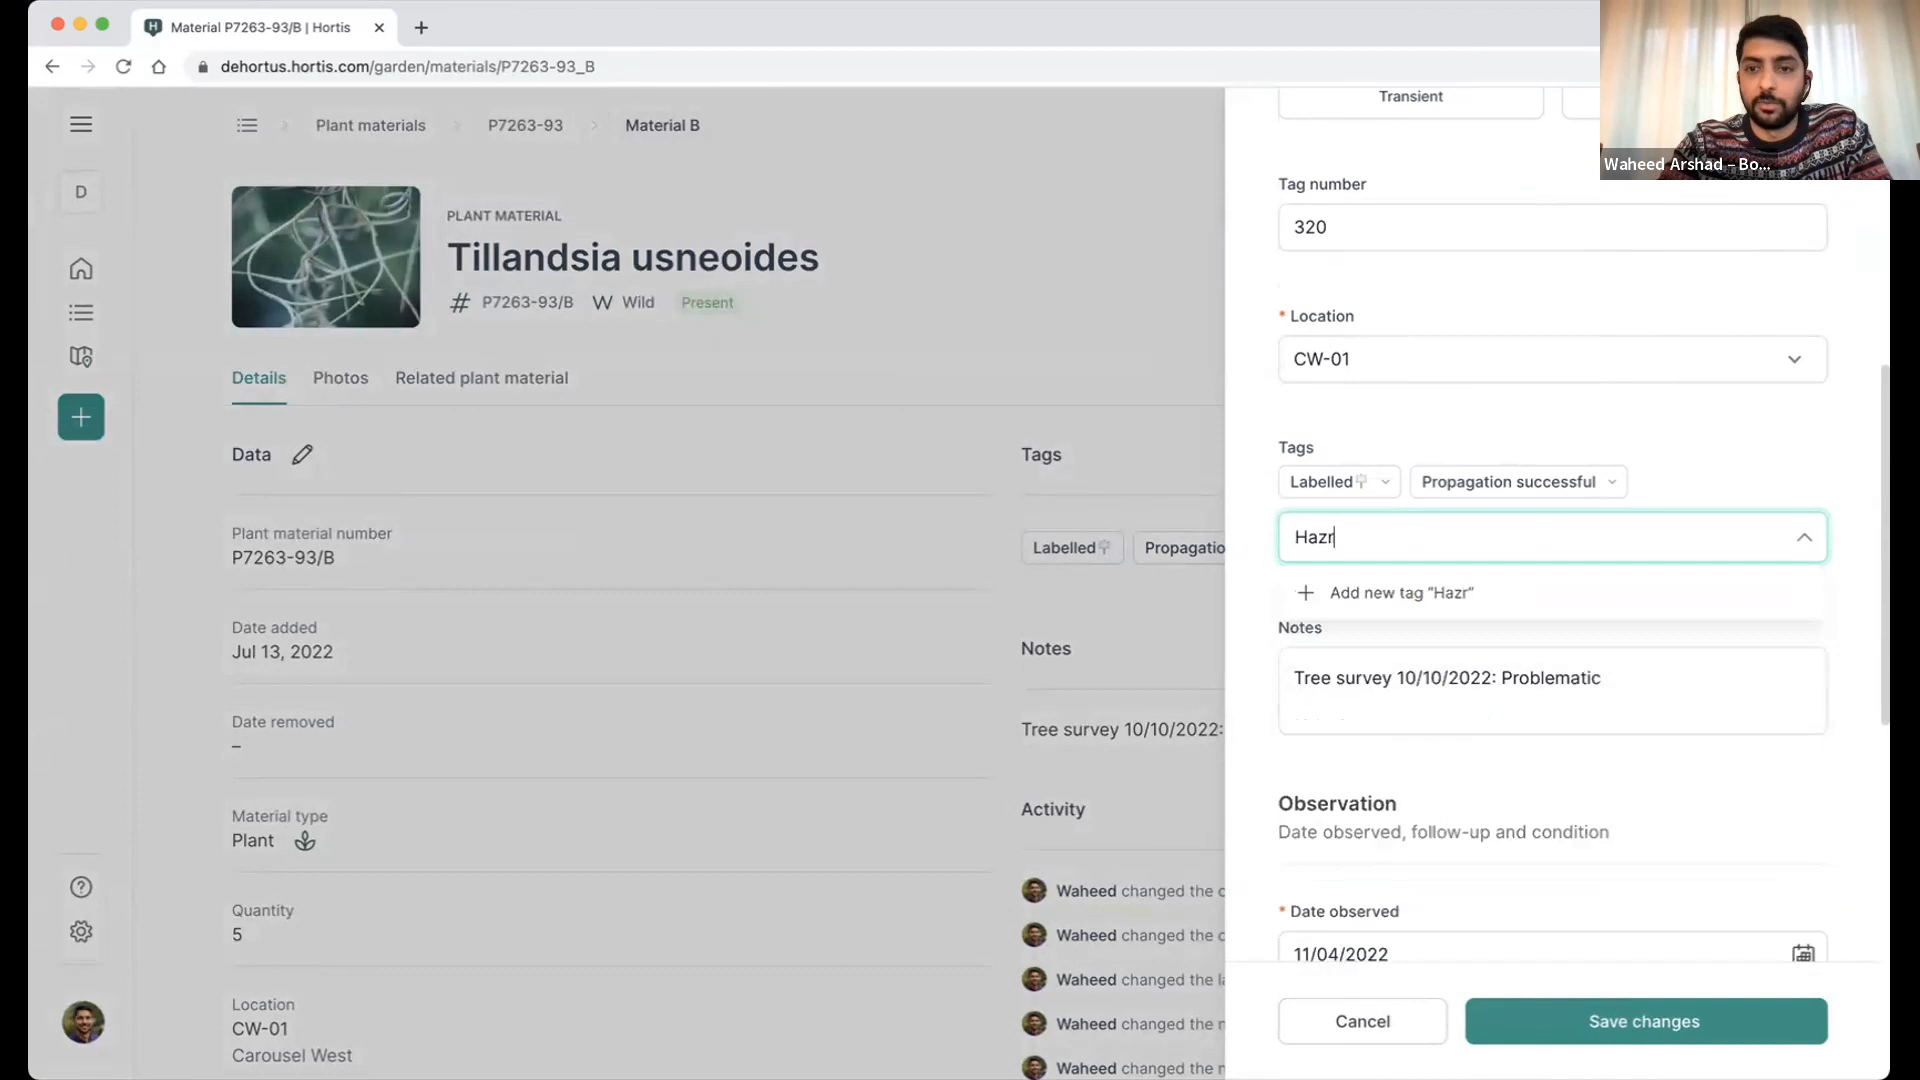 Material P7263-93/B | Hortis
dehortus.hortis.com/garden/materials/P7263-93_B
Waheed Arshad – Bo...
D
Plant materials
P7263-93
Material B
PLANT MATERIAL
Tillandsia usneoides
# P7263-93/B W Wild Present
Details Photos Related plant material
Data
Plant material number
P7263-93/B
Date added
Jul 13, 2022
Date removed
–
Material type
Plant
Quantity
5
Location
CW-01
Carousel West
Tags
Labelled Propagatio
Notes
Tree survey 10/10/2022:
Activity
Waheed changed the c
Waheed changed the c
Waheed changed the la
Waheed changed the n
Waheed changed the n
Transient
Tag number
320
* Location
CW-01
Tags
Labelled Propagation successful
Hazr
+ Add new tag “Hazr”
Notes
Tree survey 10/10/2022: Problematic
Observation
Date observed, follow-up and condition
* Date observed
11/04/2022
Cancel Save changes